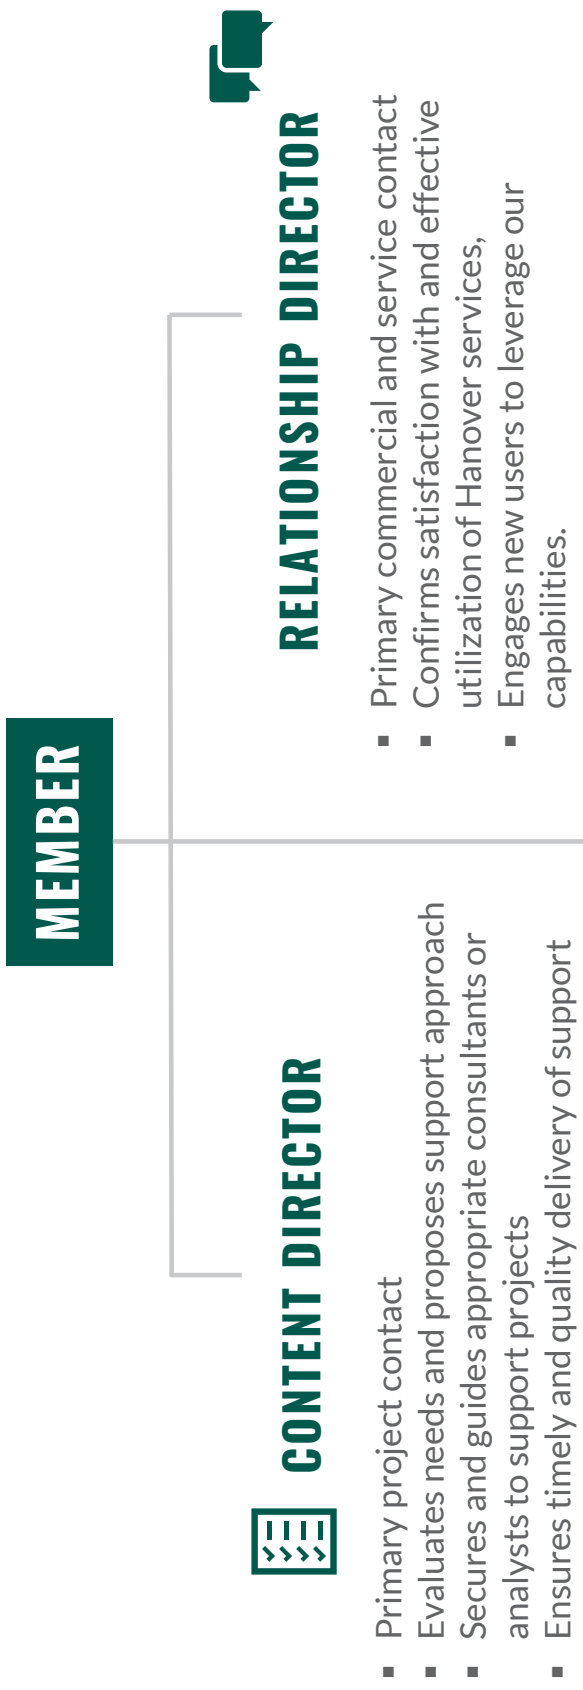 MEMBER
CONTENT DIRECTOR
▪ Primary project contact
▪ Evaluates needs and proposes support approach
▪ Secures and guides appropriate consultants or
analysts to support projects
▪ Ensures timely and quality delivery of support
RELATIONSHIP DIRECTOR
▪ Primary commercial and service contact
▪ Confirms satisfaction with and effective
utilization of Hanover services,
▪ Engages new users to leverage our
capabilities.